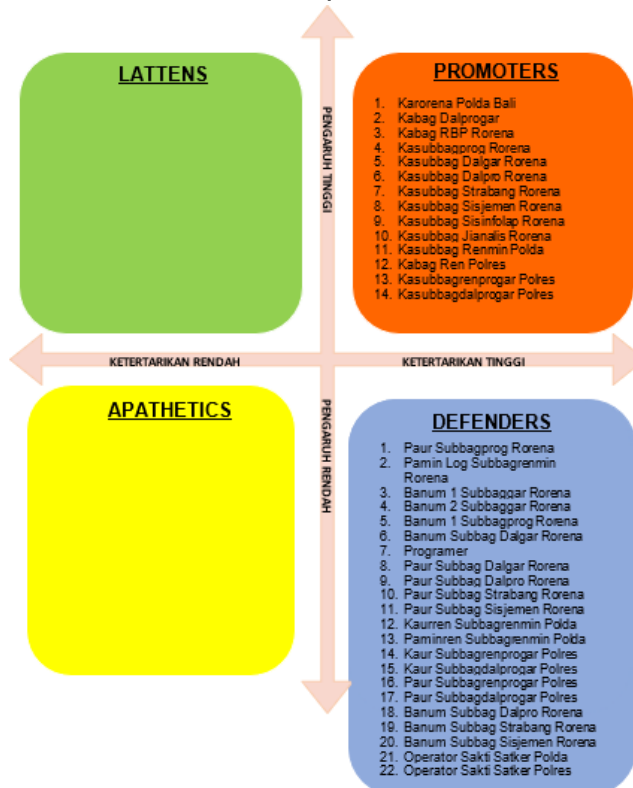 LATTENS
PROMOTERS
1. Karorena Polda Bali
2. Kabag Dalprogar
3. Kabag RBP Rorena
4. Kasubbagprog Rorena
5. Kasubbag Dalgar Rorena
6. Kasubbag Dalpro Rorena
7. Kasubbag Strabang Rorena
8. Kasubbag Sisjemen Rorena
9. Kasubbag Sisinfolap Rorena
10. Kasubbag Jianalis Rorena
11. Kasubbag Renmin Polda
12. Kabag Ren Polres
13. Kasubbagrenprogar Polres
14. Kasubbagdalprogar Polres
PENGARUH TINGGI
KETERTARIKAN RENDAH
KETERTARIKAN TINGGI
APATHETICS
PENGARUH RENDAH
DEFENDERS
1. Paur Subbagprog Rorena
2. Pamin Log Subbagrenmin
Rorena
3. Banum 1 Subbaggar Rorena
4. Banum 2 Subbaggar Rorena
5. Banum 1 Subbagprog Rorena
6. Banum Subbag Dalgar Rorena
7. Programer
8. Paur Subbag Dalgar Rorena
9. Paur Subbag Dalpro Rorena
10. Paur Subbag Strabang Rorena
11. Paur Subbag Sisjemen Rorena
12. Kaurren Subbagrenmin Polda
13. Paminren Subbagrenmin Polda
14. Kaur Subbagrenprogar Polres
15. Kaur Subbagdalprogar Polres
16. Paur Subbagrenprogar Polres
17. Paur Subbagdalprogar Polres
18. Banum Subbag Dalpro Rorena
19. Banum Subbag Strabang Rorena
20. Banum Subbag Sisjemen Rorena
21. Operator Sakti Satker Polda
22. Operator Sakti Satker Polres